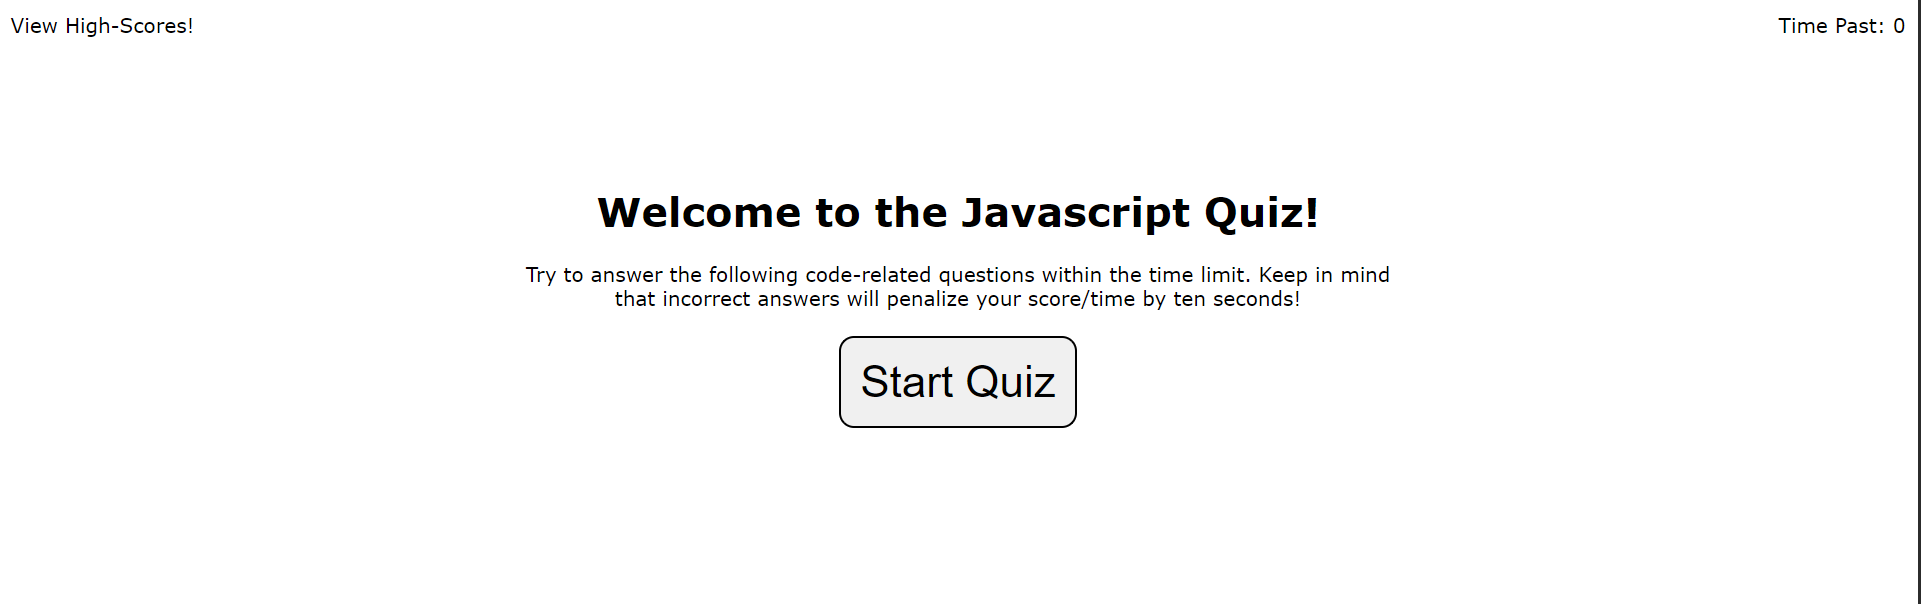 View High-Scores!
Time Past: 0
Welcome to the Javascript Quiz!
Try to answer the following code-related questions within the time limit. Keep in mind
that incorrect answers will penalize your score/time by ten seconds!
Start Quiz